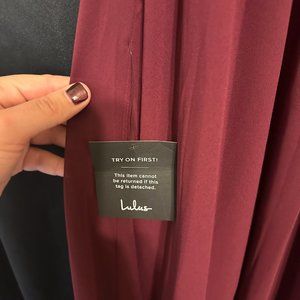 TRY ON FIRST!
This item cannot
be returned if this
tag is detached.
Lulus